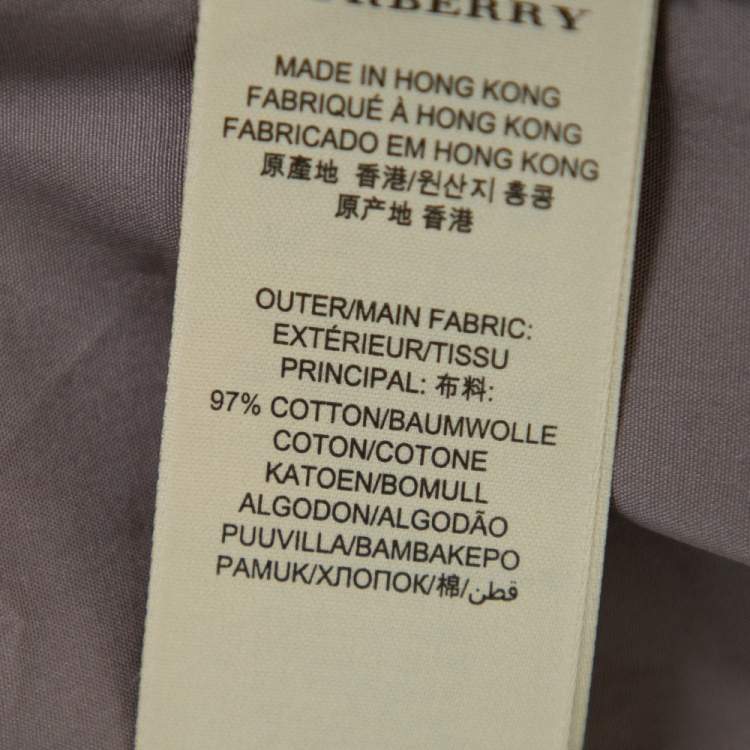 BURBERRY
MADE IN HONG KONG
FABRIQUÉ À HONG KONG
FABRICADO EM HONG KONG
原產地 香港/원산지 홍콩
原产地 香港
OUTER/MAIN FABRIC:
EXTÉRIEUR/TISSU
PRINCIPAL: 布料:
97% COTTON/BAUMWOLLE
COTON/COTONE
KATOEN/BOMULL
ALGODON/ALGODÃO
PUUVILLA/BAMBAKEPO
PAMUK/ХЛОПОК/棉/قطن